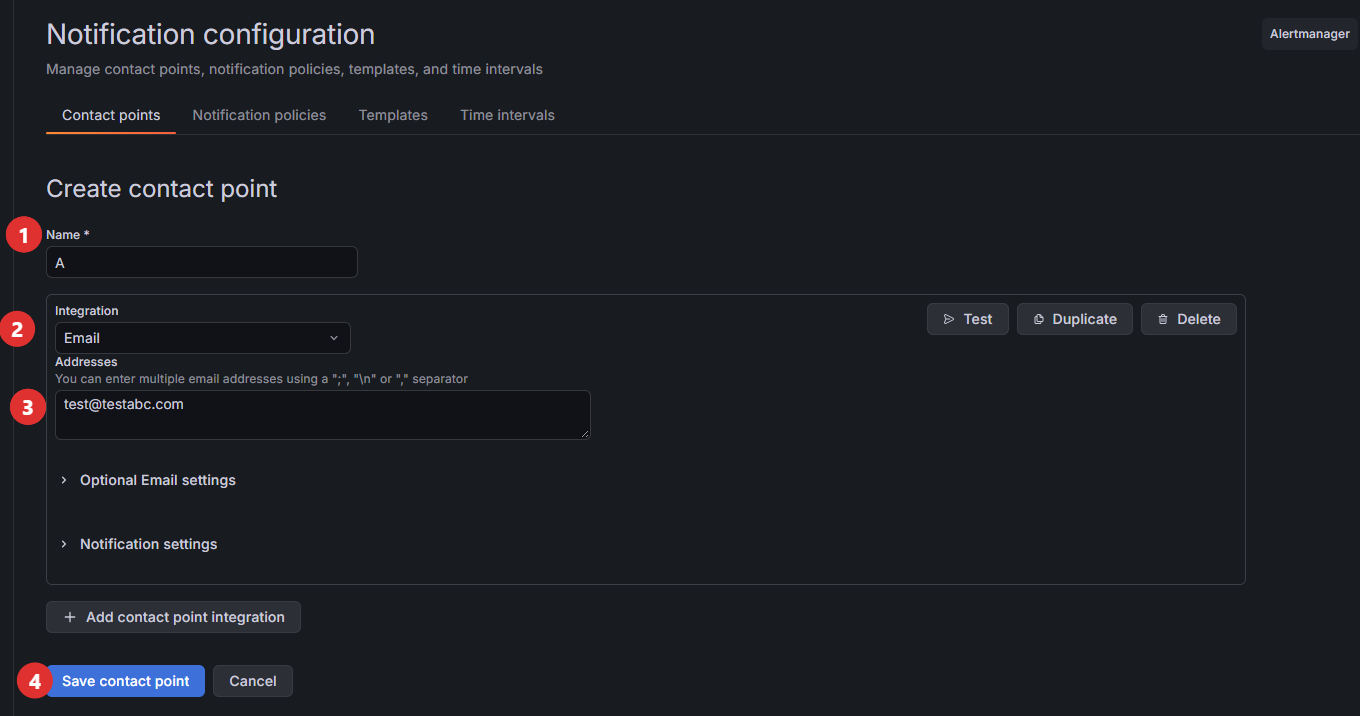 Notification configuration
Alertmanager
Manage contact points, notification policies, templates, and time intervals
Contact points Notification policies Templates Time intervals
Create contact point
1 Name *
A
Integration
2 Email
Test Duplicate Delete
Addresses
You can enter multiple email addresses using a ";", "\n" or "," separator
3 test@testabc.com
Optional Email settings
Notification settings
+ Add contact point integration
4 Save contact point Cancel